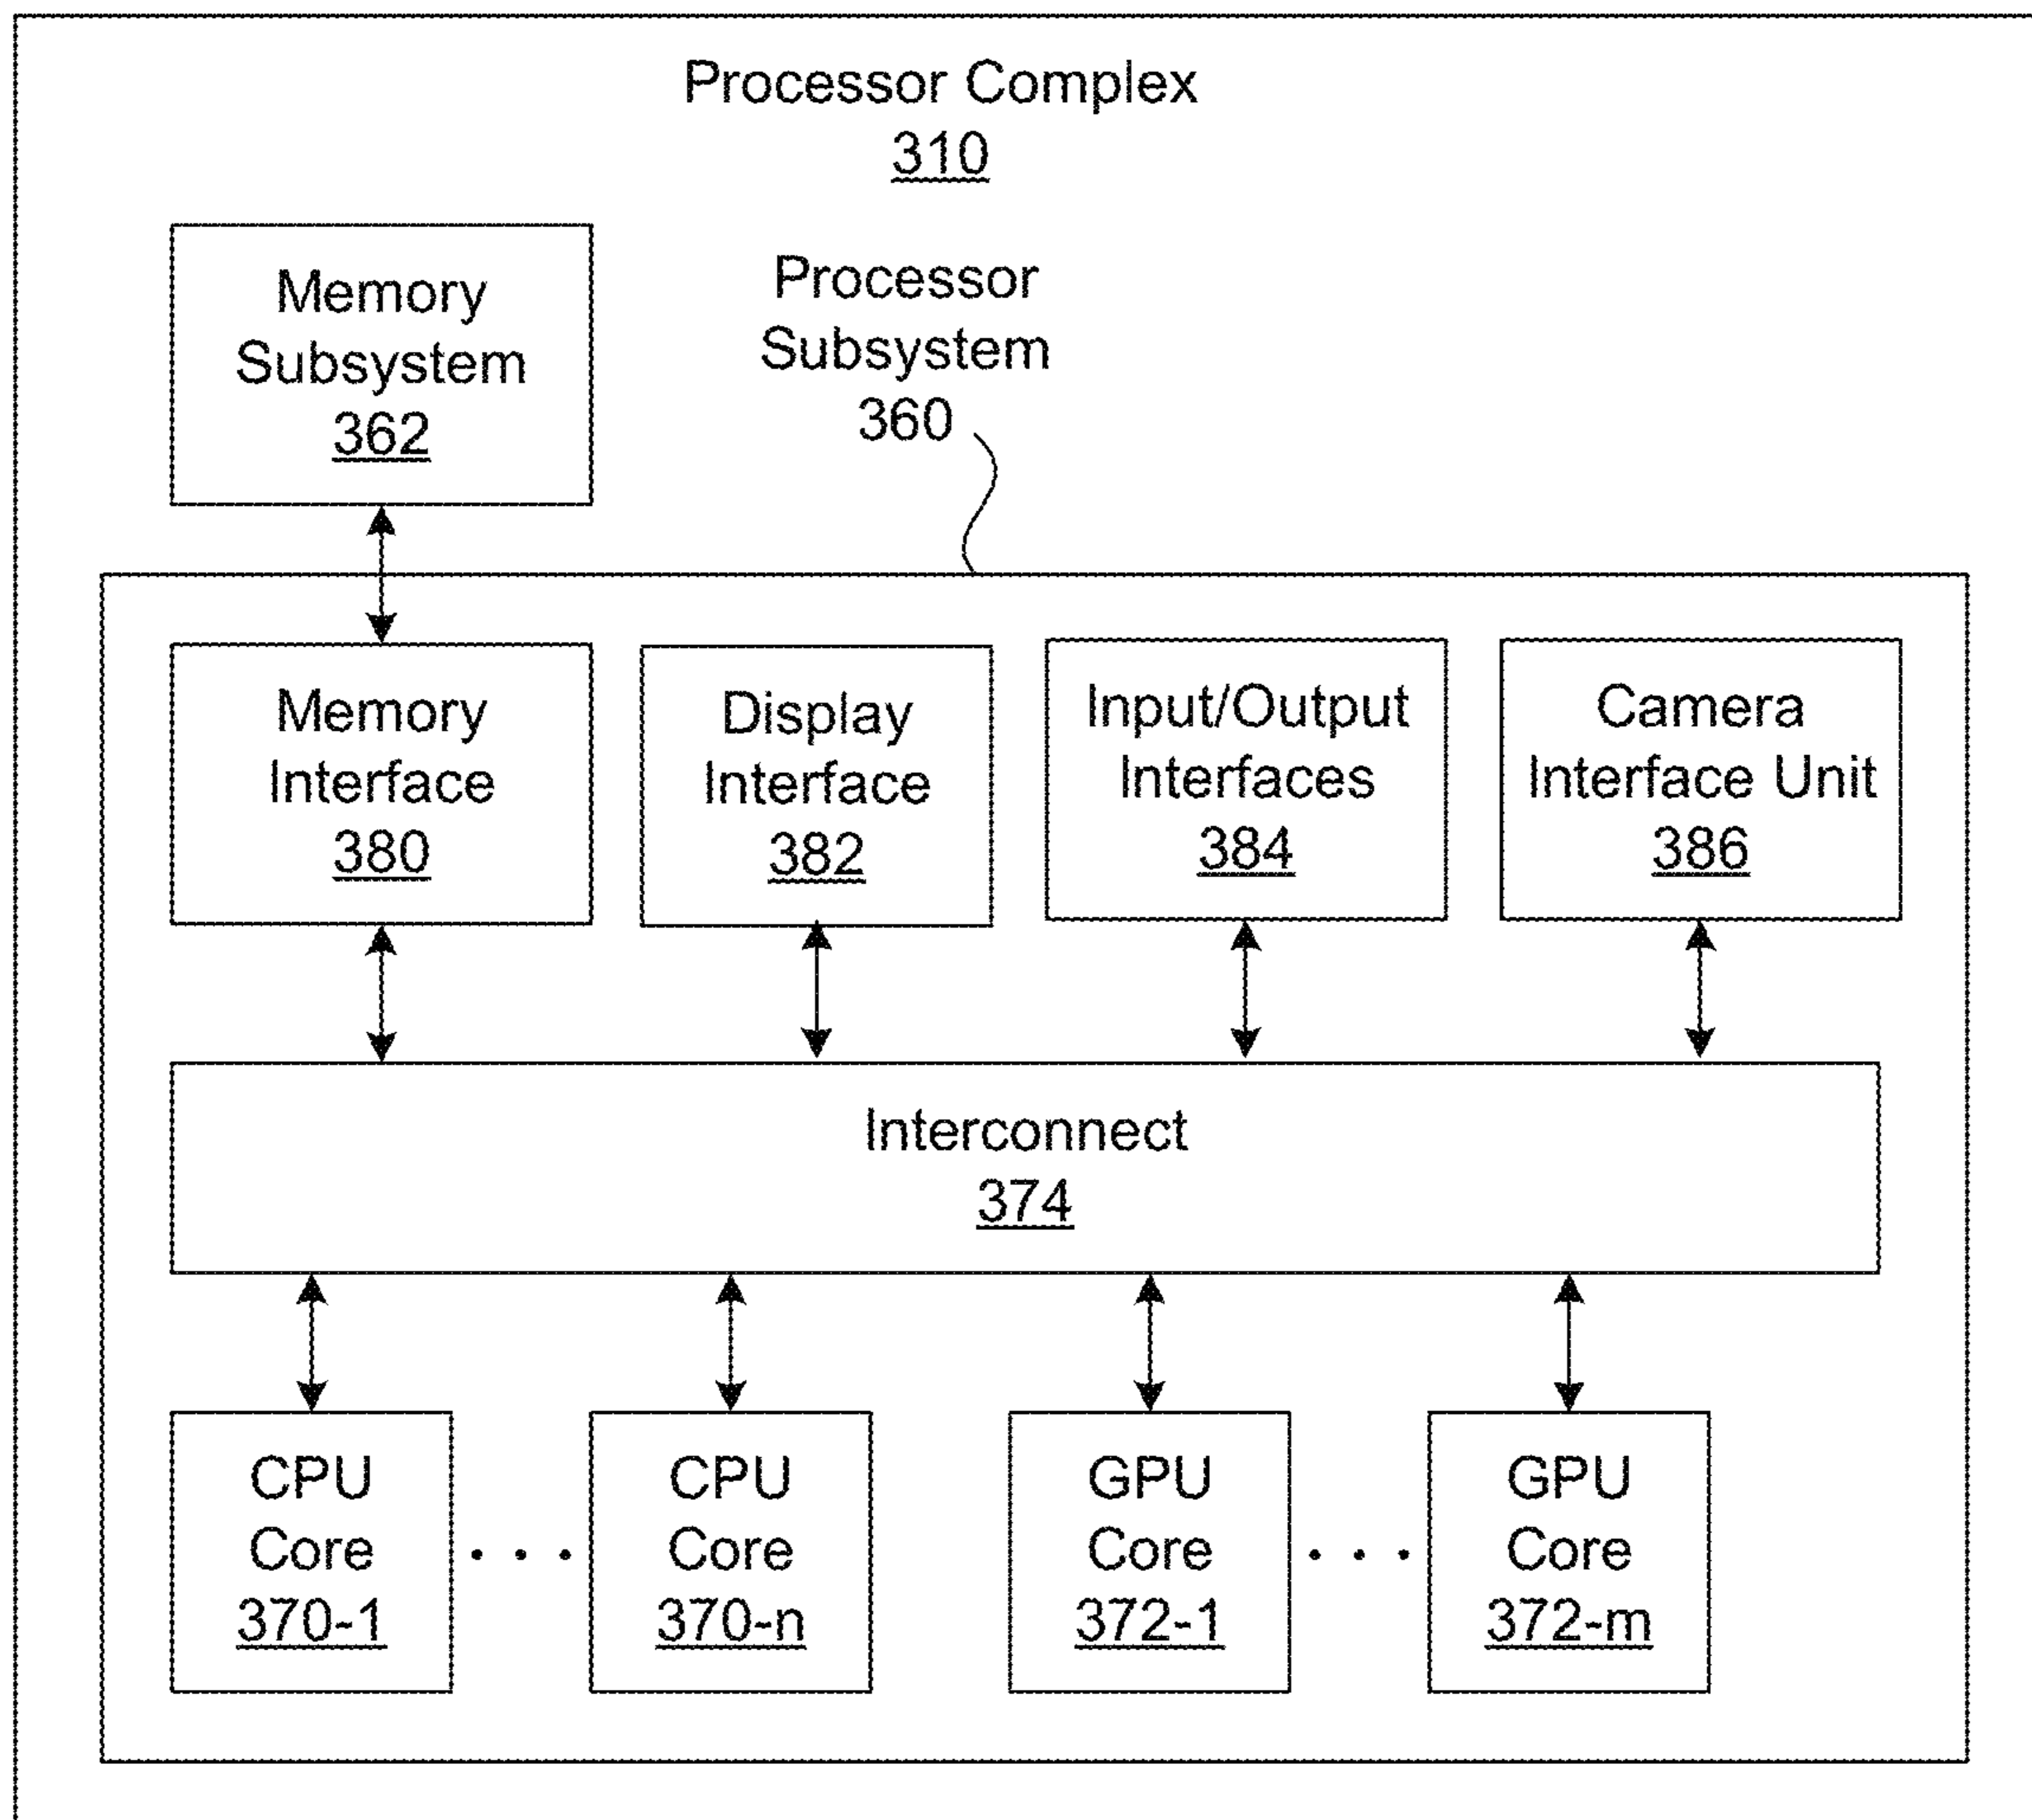 Processor Complex
310
Memory
Subsystem
362
Processor
Subsystem
360
Memory
Interface
380
Display
Interface
382
Input/Output
Interfaces
384
Camera
Interface Unit
386
Interconnect
374
CPU
Core
370-1
. . .
CPU
Core
370-n
GPU
Core
372-1
. . .
GPU
Core
372-m